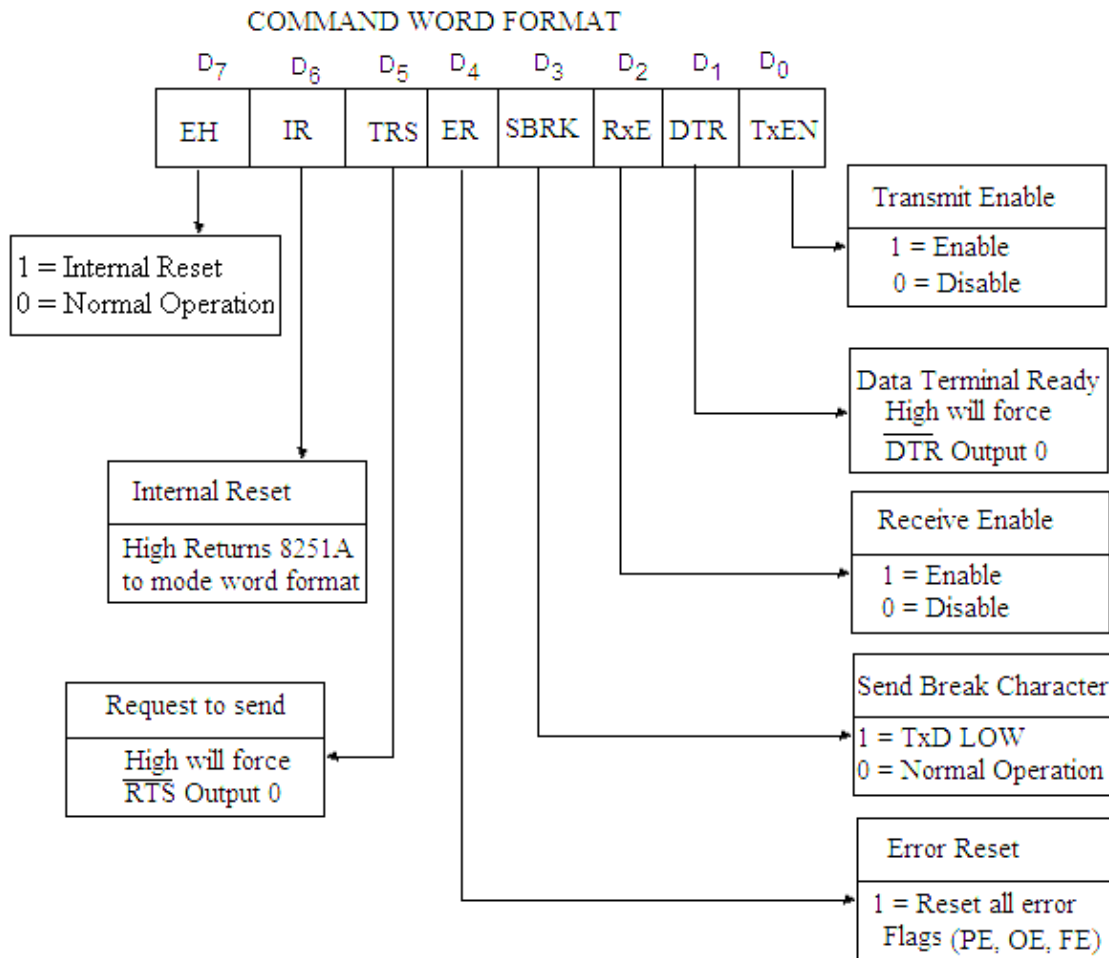 COMMAND WORD FORMAT
D7 D6 D5 D4 D3 D2 D1 D0
EH IR TRS ER SBRK RxE DTR TxEN
Transmit Enable
1 = Enable
0 = Disable
1 = Internal Reset
0 = Normal Operation
Data Terminal Ready
High will force
D̅T̅R̅ Output 0
Internal Reset
High Returns 8251A
to mode word format
Receive Enable
1 = Enable
0 = Disable
Request to send
High will force
R̅T̅S̅ Output 0
Send Break Character
1 = TxD LOW
0 = Normal Operation
Error Reset
1 = Reset all error
Flags (PE, OE, FE)